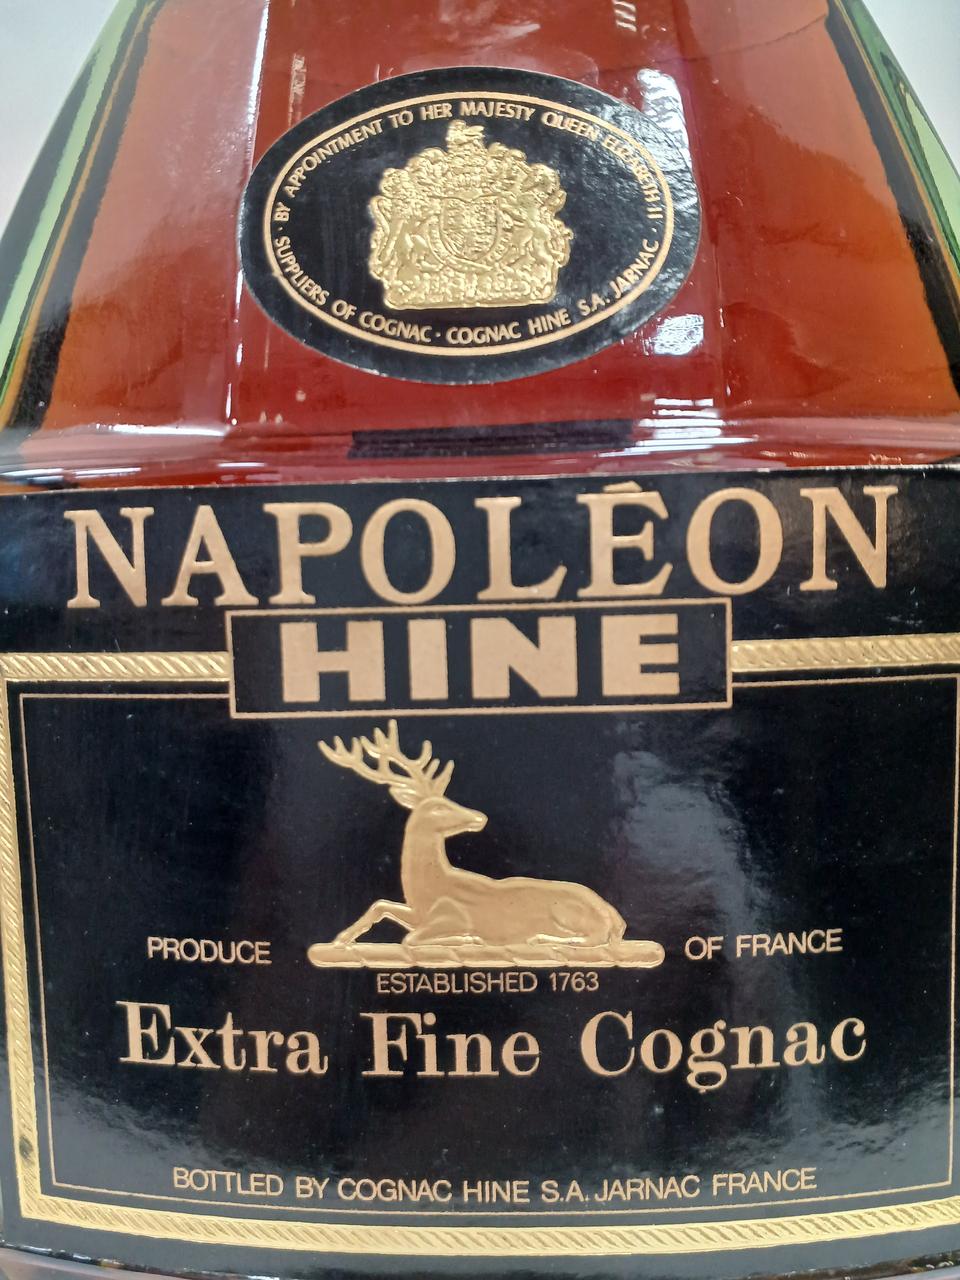 · BY APPOINTMENT TO HER MAJESTY QUEEN ELIZABETH II ·
SUPPLIERS OF COGNAC · COGNAC HINE S.A. JARNAC
NAPOLÉON
HINE
PRODUCE OF FRANCE
ESTABLISHED 1763
Extra Fine Cognac
BOTTLED BY COGNAC HINE S.A. JARNAC FRANCE